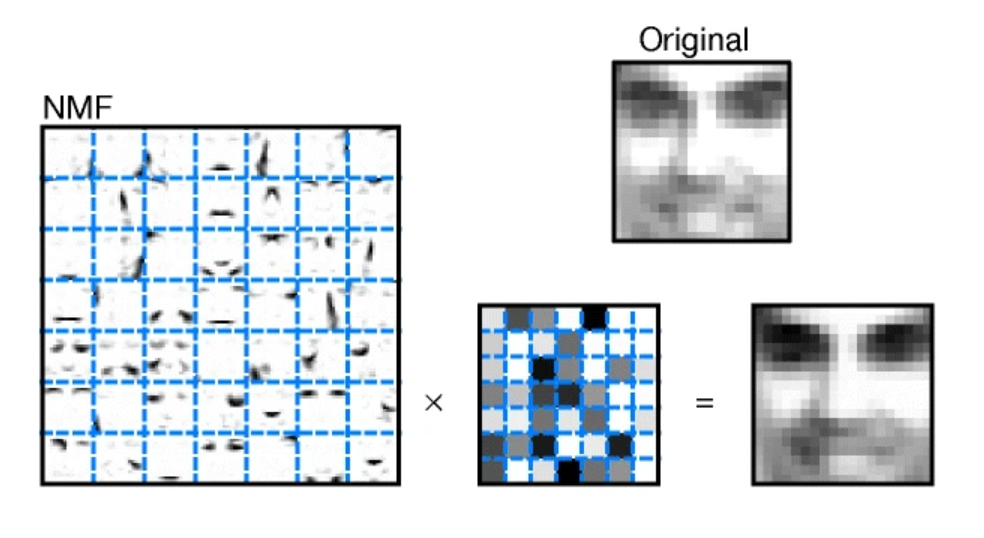 Original
NMF
×
=